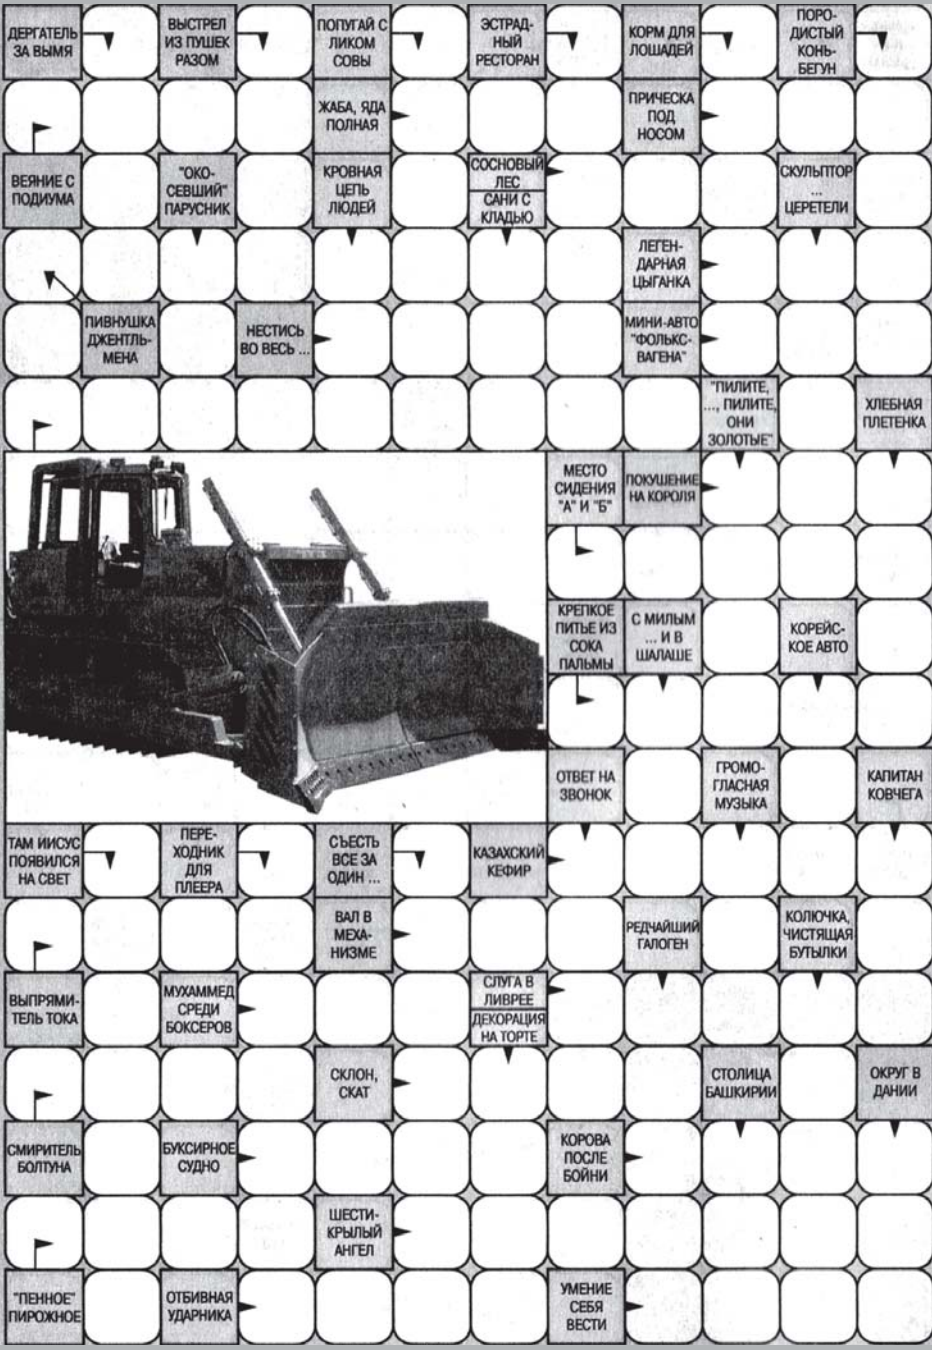 ДЕРГАТЕЛЬ
ЗА ВЫМЯ
ВЫСТРЕЛ
ИЗ ПУШЕК
РАЗОМ
ПОПУГАЙ С
ЛИКОМ
СОВЫ
ЭСТРАД-
НЫЙ
РЕСТОРАН
КОРМ ДЛЯ
ЛОШАДЕЙ
ПОРО-
ДИСТЫЙ
КОНЬ-
БЕГУН
ЖАБА, ЯДА
ПОЛНАЯ
ПРИЧЕСКА
ПОД
НОСОМ
ВЕЯНИЕ С
ПОДИУМА
"ОКО-
СЕВШИЙ"
ПАРУСНИК
КРОВНАЯ
ЦЕПЬ
ЛЮДЕЙ
СОСНОВЫЙ
ЛЕС
САНИ С
КЛАДЬЮ
СКУЛЬПТОР
...
ЦЕРЕТЕЛИ
ЛЕГЕН-
ДАРНАЯ
ЦЫГАНКА
ПИВНУШКА
ДЖЕНТЛЬ-
МЕНА
НЕСТИСЬ
ВО ВЕСЬ ...
МИНИ-АВТО
"ФОЛЬКС-
ВАГЕНА"
"ПИЛИТЕ,
..., ПИЛИТЕ,
ОНИ
ЗОЛОТЫЕ"
ХЛЕБНАЯ
ПЛЕТЕНКА
МЕСТО
СИДЕНИЯ
"А" И "Б"
ПОКУШЕНИЕ
НА КОРОЛЯ
КРЕПКОЕ
ПИТЬЕ ИЗ
СОКА
ПАЛЬМЫ
С МИЛЫМ
... И В
ШАЛАШЕ
КОРЕЙС-
КОЕ АВТО
ОТВЕТ НА
ЗВОНОК
ГРОМО-
ГЛАСНАЯ
МУЗЫКА
КАПИТАН
КОВЧЕГА
ТАМ ИИСУС
ПОЯВИЛСЯ
НА СВЕТ
ПЕРЕ-
ХОДНИК
ДЛЯ
ПЛЕЕРА
СЪЕСТЬ
ВСЕ ЗА
ОДИН ...
КАЗАХСКИЙ
КЕФИР
ВАЛ В
МЕХА-
НИЗМЕ
РЕДЧАЙШИЙ
ГАЛОГЕН
КОЛЮЧКА,
ЧИСТЯЩАЯ
БУТЫЛКИ
ВЫПРЯМИ-
ТЕЛЬ ТОКА
МУХАММЕД
СРЕДИ
БОКСЕРОВ
СЛУГА В
ЛИВРЕЕ
ДЕКОРАЦИЯ
НА ТОРТЕ
СКЛОН,
СКАТ
СТОЛИЦА
БАШКИРИИ
ОКРУГ В
ДАНИИ
СМИРИТЕЛЬ
БОЛТУНА
БУКСИРНОЕ
СУДНО
КОРОВА
ПОСЛЕ
БОЙНИ
ШЕСТИ-
КРЫЛЫЙ
АНГЕЛ
"ПЕННОЕ"
ПИРОЖНОЕ
ОТБИВНАЯ
УДАРНИКА
УМЕНИЕ
СЕБЯ
ВЕСТИ